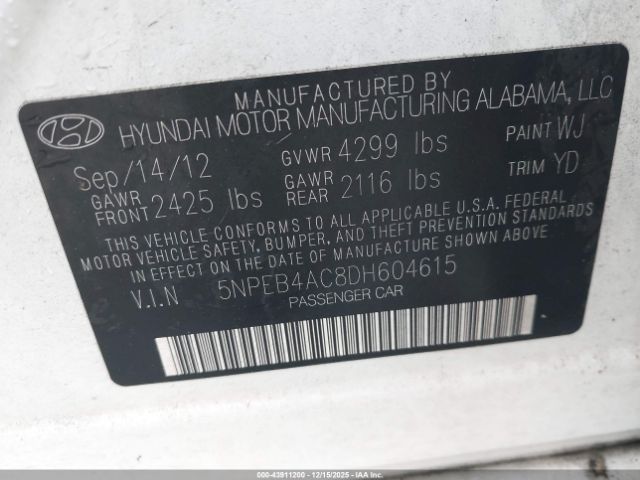 MANUFACTURED BY
HYUNDAI MOTOR MANUFACTURING ALABAMA, LLC
Sep/14/12 GVWR 4299 lbs PAINT WJ
GAWR FRONT 2425 lbs GAWR REAR 2116 lbs TRIM YD
THIS VEHICLE CONFORMS TO ALL APPLICABLE U.S.A. FEDERAL
MOTOR VEHICLE SAFETY, BUMPER, AND THEFT PREVENTION STANDARDS
IN EFFECT ON THE DATE OF MANUFACTURE SHOWN ABOVE.
V.I.N 5NPEB4AC8DH604615
PASSENGER CAR
000-43911200 - 12/15/2025 - IAA